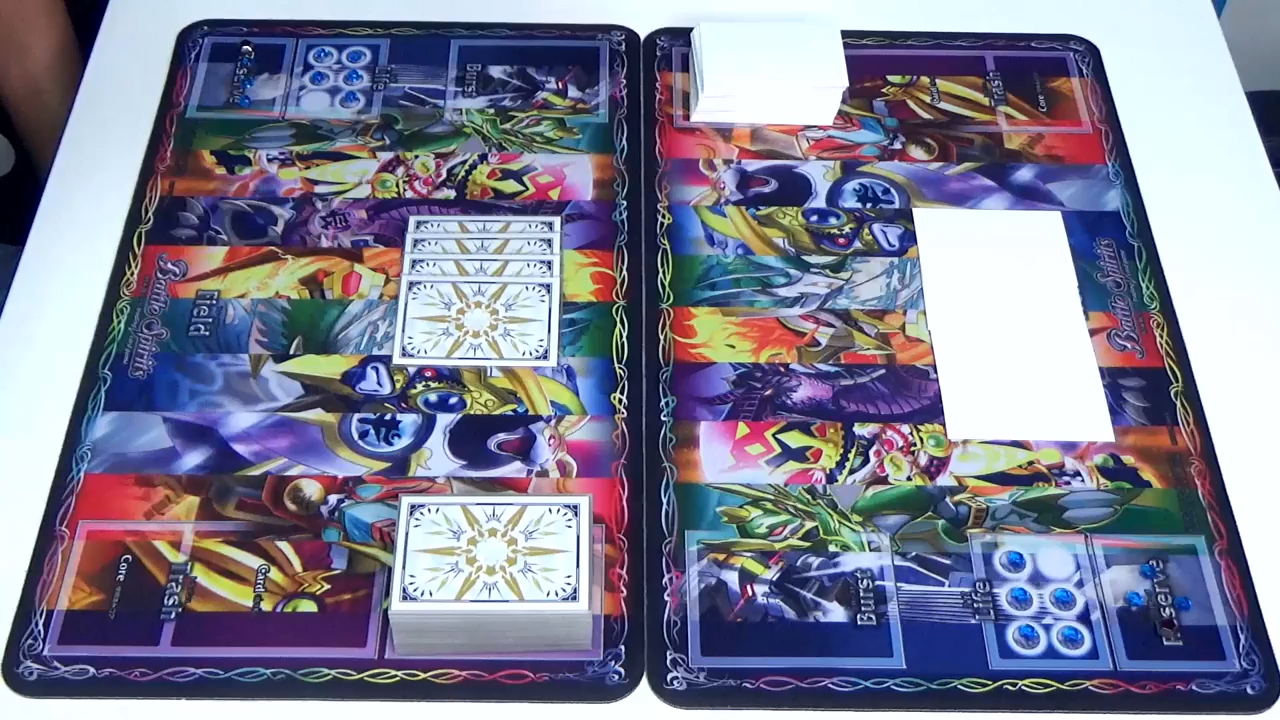 Reserve
Life
Burst
Battle Spirits
Field
Core
Trash
Card
Card
Trash
Core
Battle Spirits
Burst
Life
Reserve